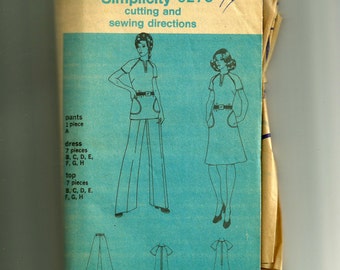 Simplicity
cutting and
sewing directions
pants
1 piece
A
dress
7 pieces
B, C, D, E,
F, G, H
top
7 pieces
B, C, D, E,
F, G, H